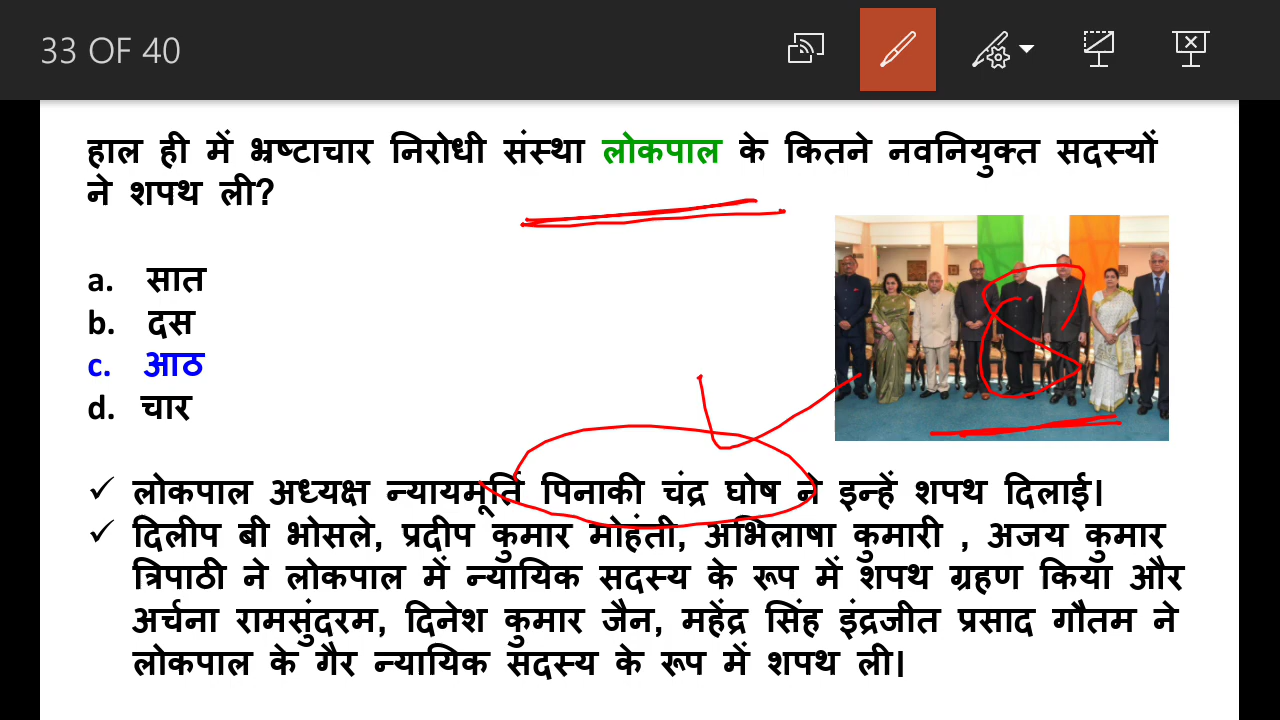 33 OF 40
हाल ही में भ्रष्टाचार निरोधी संस्था लोकपाल के कितने नवनियुक्त सदस्यों
ने शपथ ली?
a. सात
b. दस
c. आठ
d. चार
8
✓ लोकपाल अध्यक्ष न्यायमूर्ति पिनाकी चंद्र घोष ने इन्हें शपथ दिलाई।
✓ दिलीप बी भोसले, प्रदीप कुमार मोहंती, अभिलाषा कुमारी , अजय कुमार
त्रिपाठी ने लोकपाल में न्यायिक सदस्य के रूप में शपथ ग्रहण किया और
अर्चना रामसुंदरम, दिनेश कुमार जैन, महेंद्र सिंह इंद्रजीत प्रसाद गौतम ने
लोकपाल के गैर न्यायिक सदस्य के रूप में शपथ ली।